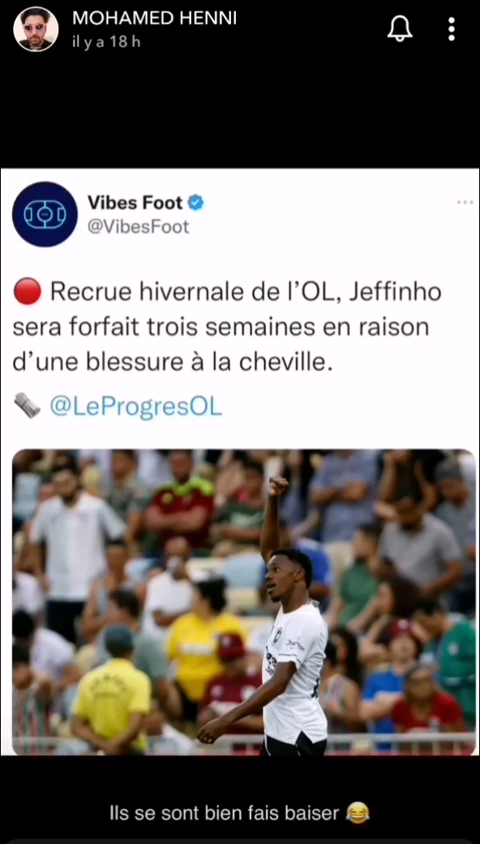 MOHAMED HENNI
il y a 18 h
Vibes Foot
@VibesFoot
🔴 Recrue hivernale de l'OL, Jeffinho
sera forfait trois semaines en raison
d'une blessure à la cheville.
🗞 @LeProgresOL
Ils se sont bien fais baiser 😂